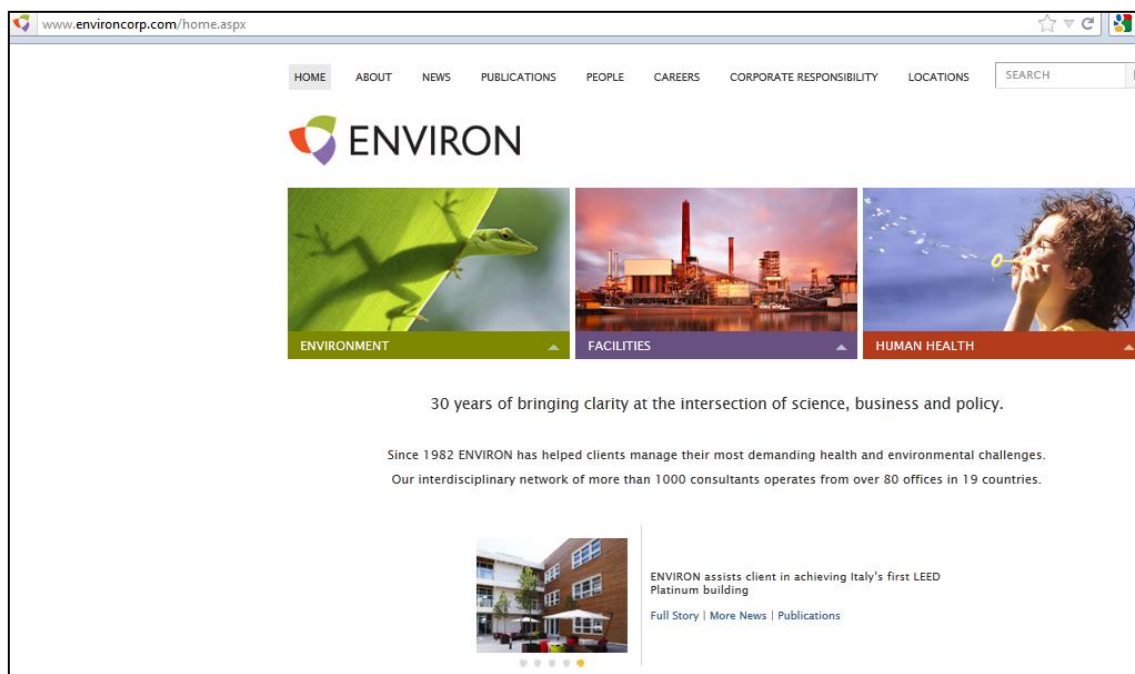 www.environcorp.com/home.aspx
HOME ABOUT NEWS PUBLICATIONS PEOPLE CAREERS CORPORATE RESPONSIBILITY LOCATIONS SEARCH
ENVIRON
ENVIRONMENT FACILITIES HUMAN HEALTH
30 years of bringing clarity at the intersection of science, business and policy.
Since 1982 ENVIRON has helped clients manage their most demanding health and environmental challenges.
Our interdisciplinary network of more than 1000 consultants operates from over 80 offices in 19 countries.
ENVIRON assists client in achieving Italy's first LEED
Platinum building
Full Story | More News | Publications